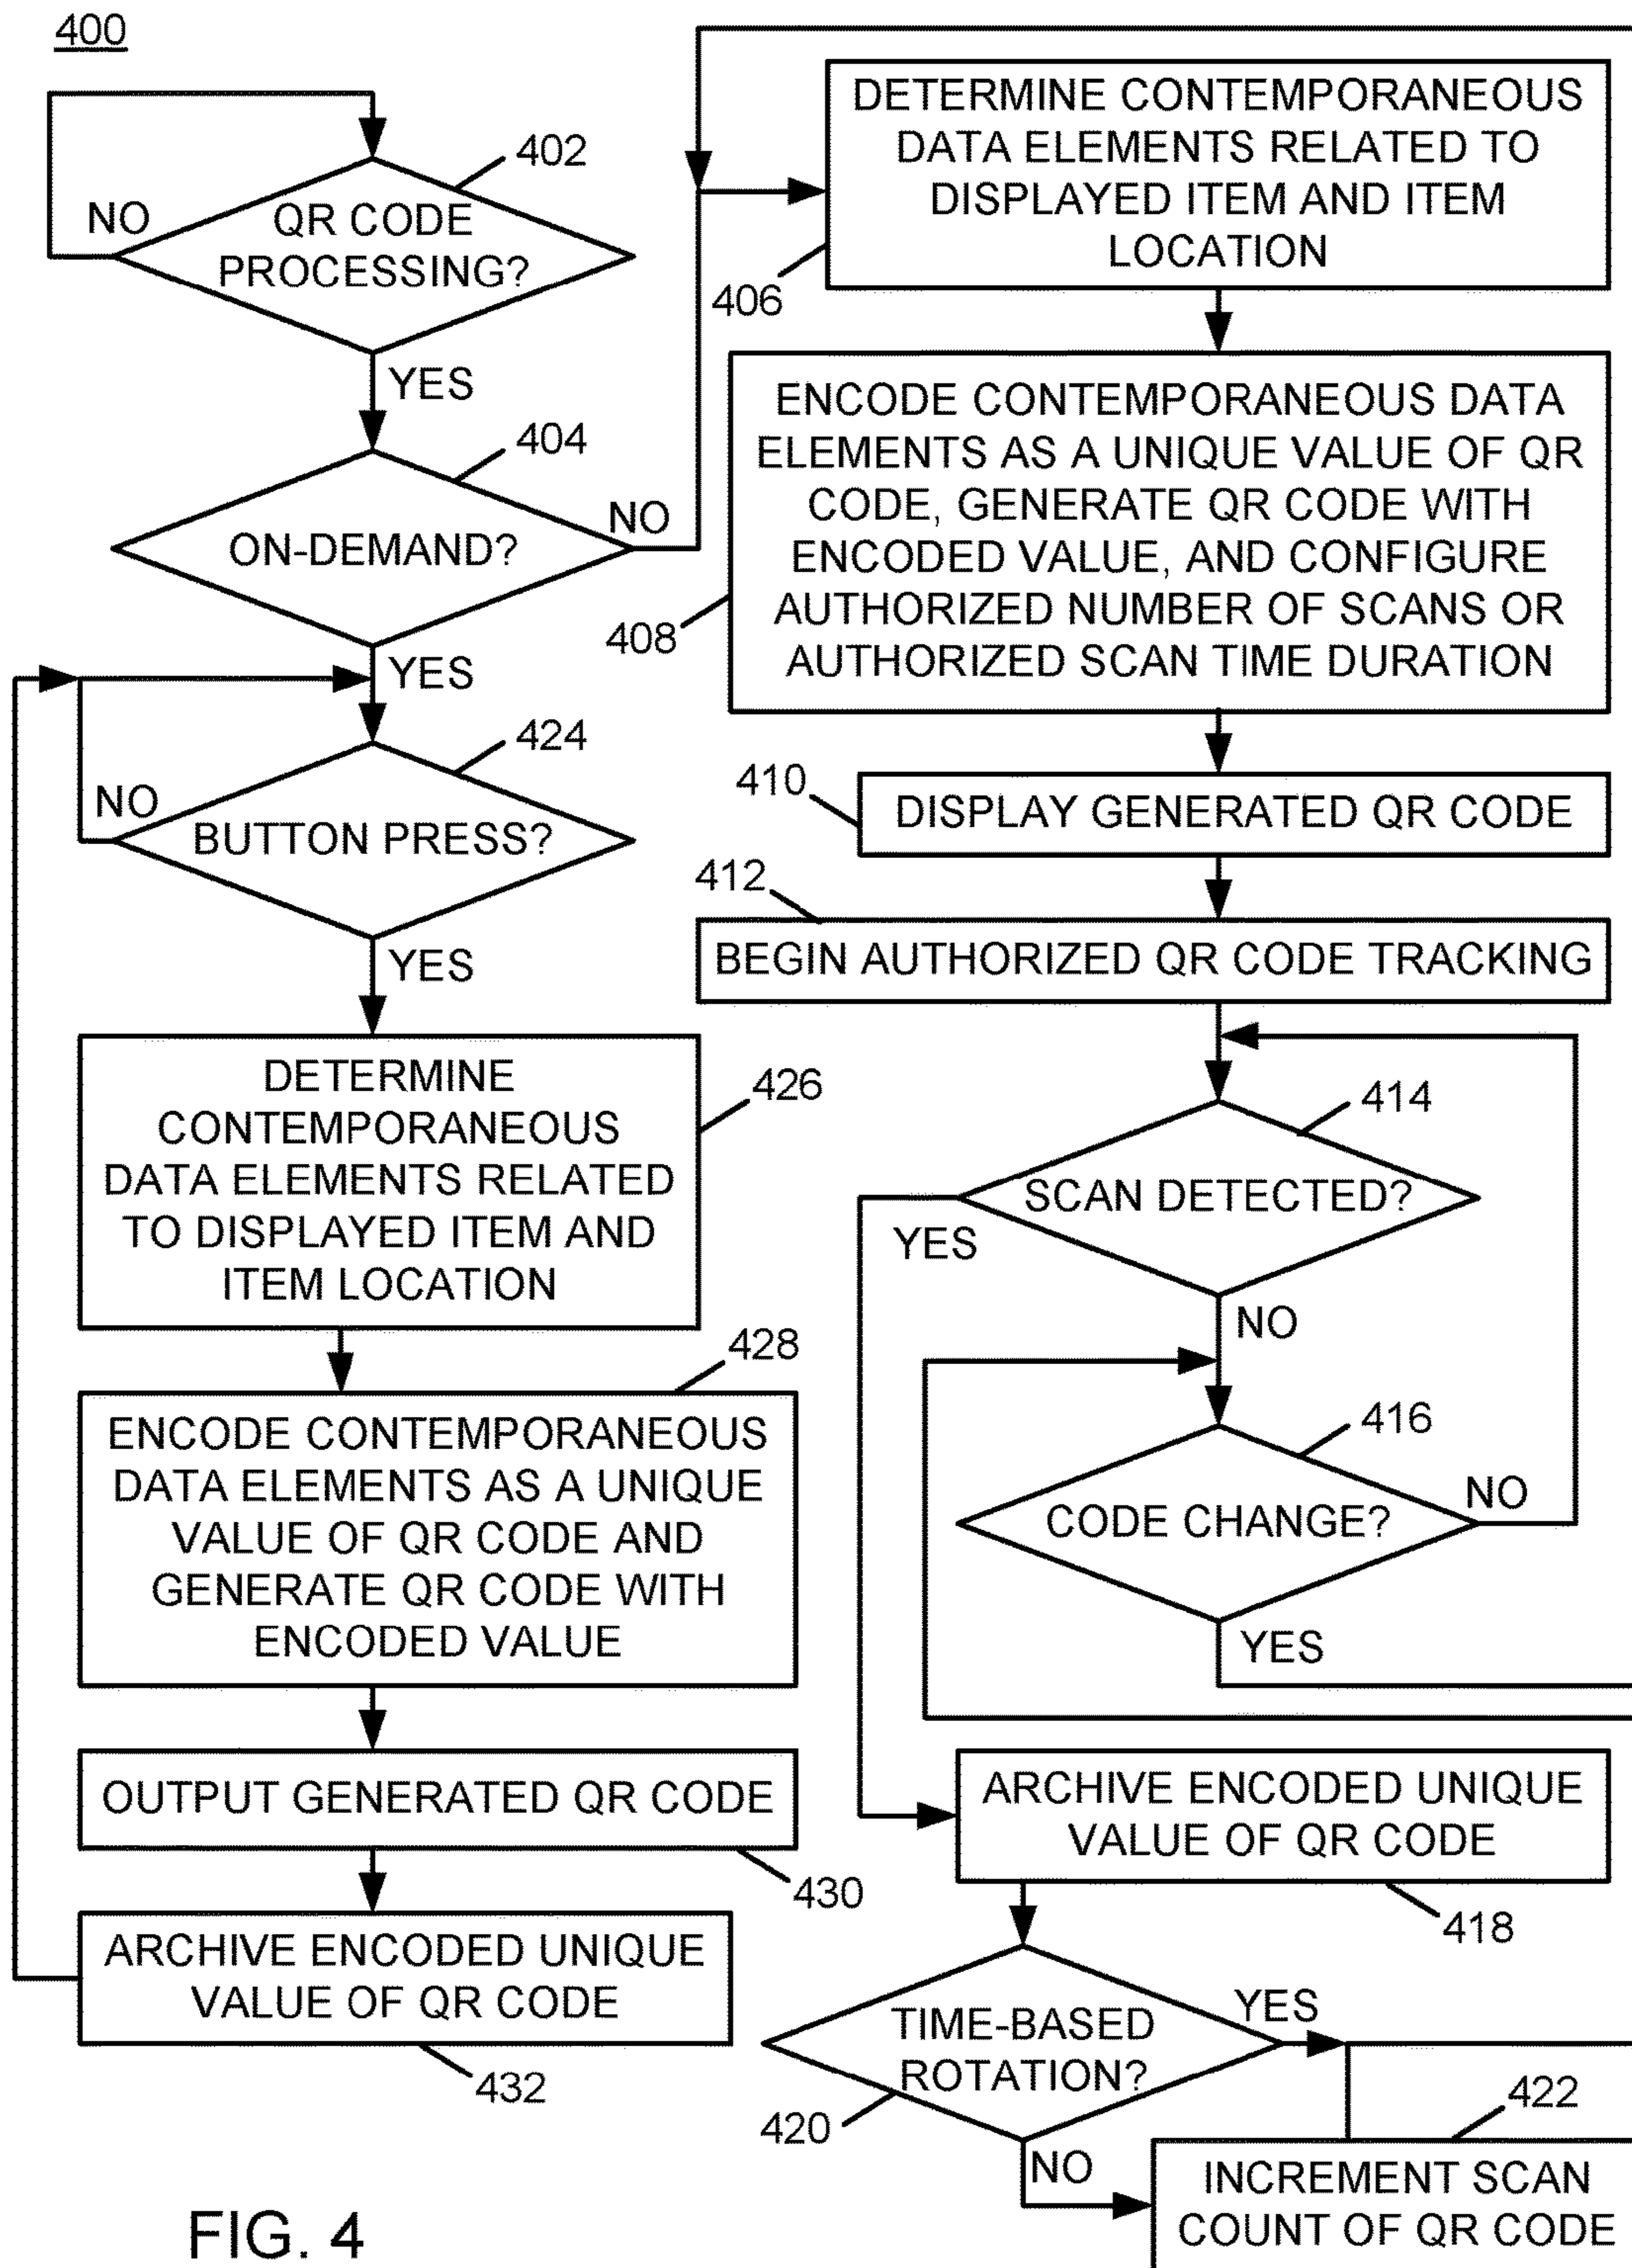 400
402
NO
QR CODE
PROCESSING?
YES
404
ON-DEMAND?
NO
YES
424
NO
BUTTON PRESS?
YES
DETERMINE
CONTEMPORANEOUS
DATA ELEMENTS RELATED
TO DISPLAYED ITEM AND
ITEM LOCATION
426
428
ENCODE CONTEMPORANEOUS
DATA ELEMENTS AS A UNIQUE
VALUE OF QR CODE AND
GENERATE QR CODE WITH
ENCODED VALUE
OUTPUT GENERATED QR CODE
430
ARCHIVE ENCODED UNIQUE
VALUE OF QR CODE
432
DETERMINE CONTEMPORANEOUS
DATA ELEMENTS RELATED TO
DISPLAYED ITEM AND ITEM
LOCATION
406
ENCODE CONTEMPORANEOUS DATA
ELEMENTS AS A UNIQUE VALUE OF QR
CODE, GENERATE QR CODE WITH
ENCODED VALUE, AND CONFIGURE
AUTHORIZED NUMBER OF SCANS OR
AUTHORIZED SCAN TIME DURATION
408
410
DISPLAY GENERATED QR CODE
412
BEGIN AUTHORIZED QR CODE TRACKING
414
SCAN DETECTED?
YES
NO
416
CODE CHANGE?
NO
YES
ARCHIVE ENCODED UNIQUE
VALUE OF QR CODE
418
TIME-BASED
ROTATION?
YES
420
NO
422
INCREMENT SCAN
COUNT OF QR CODE
FIG. 4